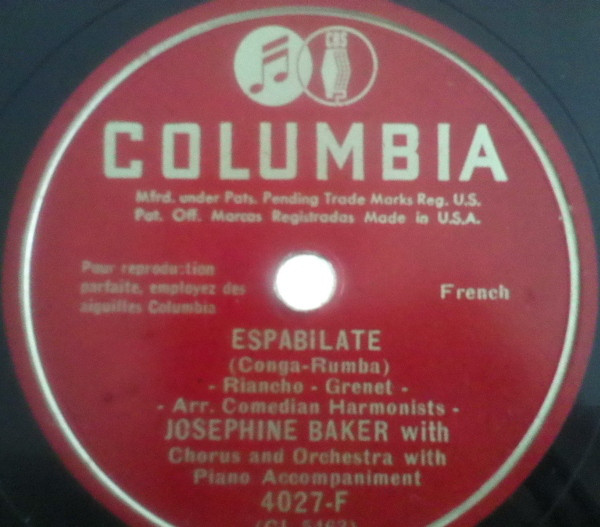 CBS
COLUMBIA
Mfrd. under Pats. Pending Trade Marks Reg. U.S.
Pat. Off. Marcas Registradas Made in U.S.A.
Pour reproduction
parfaite, employez des
aiguilles Columbia
French
ESPABILATE
(Conga-Rumba)
- Riancho - Grenet -
- Arr. Comedian Harmonists -
JOSEPHINE BAKER with
Chorus and Orchestra with
Piano Accompaniment
4027-F